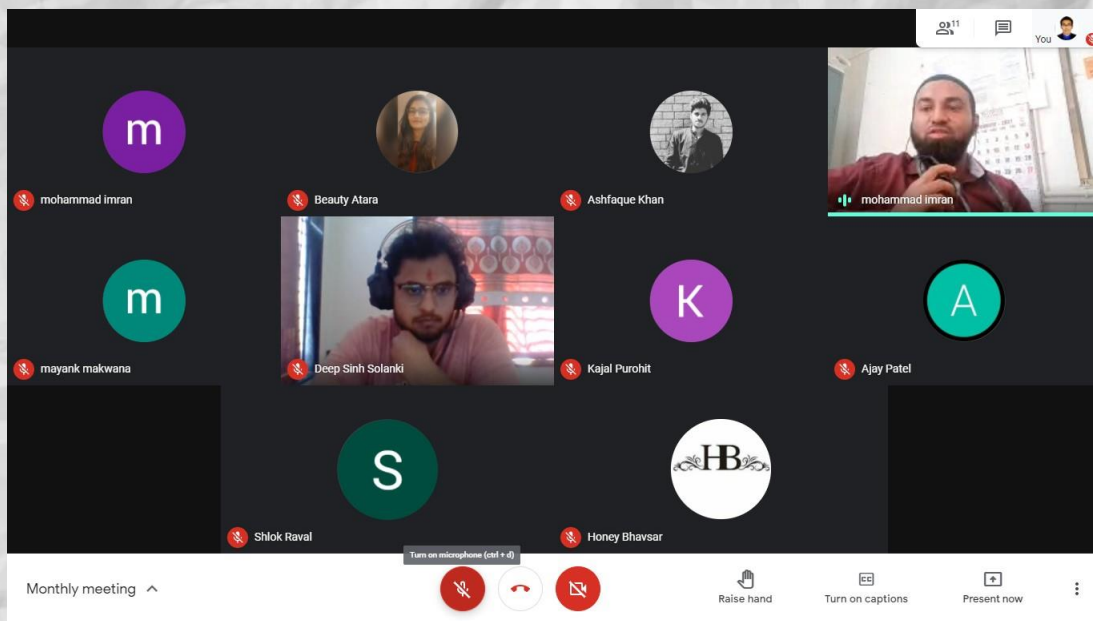 11
You
m
mohammad imran
Beauty Atara
Ashfaque Khan
mohammad imran
m
mayank makwana
Deep Sinh Solanki
K
Kajal Purohit
A
Ajay Patel
S
Shlok Raval
HB
Honey Bhavsar
Turn on microphone (ctrl + d)
Monthly meeting
Raise hand
CC
Turn on captions
Present now